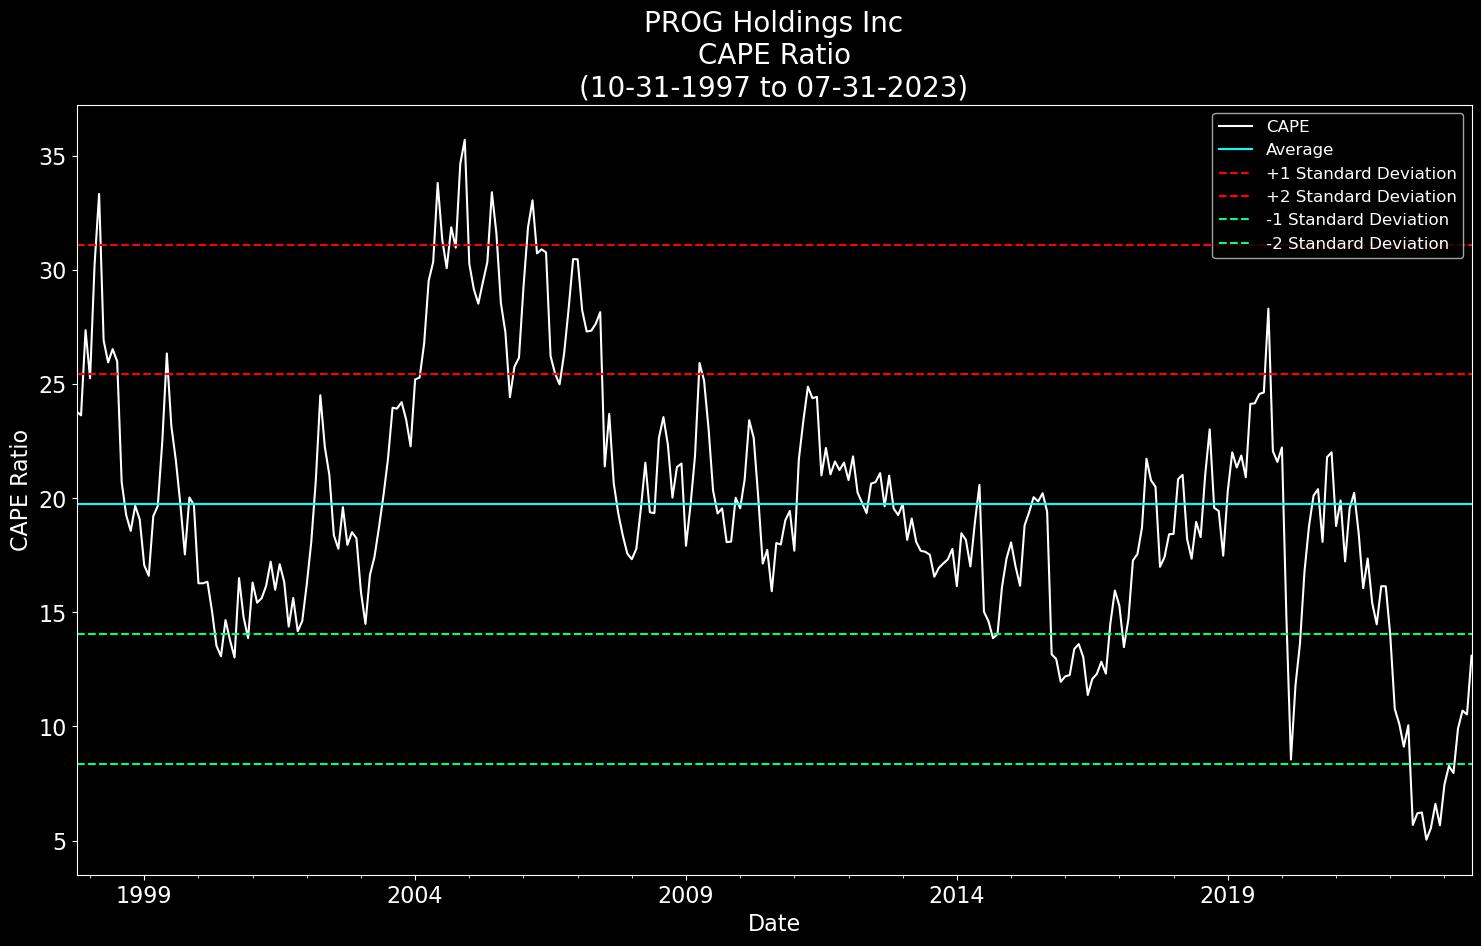 PROG Holdings Inc
CAPE Ratio
(10-31-1997 to 07-31-2023)
CAPE
Average
+1 Standard Deviation
+2 Standard Deviation
-1 Standard Deviation
-2 Standard Deviation
35
30
25
20
15
10
5
CAPE Ratio
1999 2004 2009 2014 2019
Date